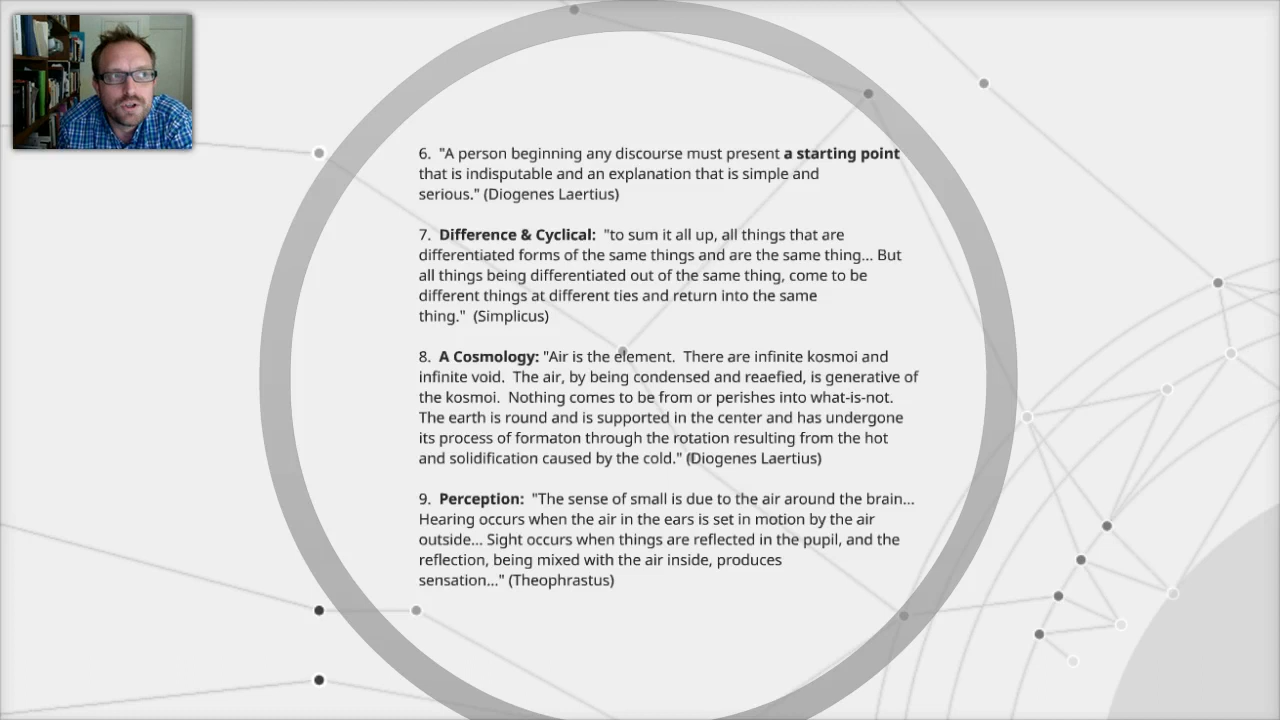 6.  "A person beginning any discourse must present a starting point
that is indisputable and an explanation that is simple and
serious." (Diogenes Laertius)
7.  Difference & Cyclical:  "to sum it all up, all things that are
differentiated forms of the same things and are the same thing... But
all things being differentiated out of the same thing, come to be
different things at different ties and return into the same
thing."  (Simplicus)
8.  A Cosmology: "Air is the element.  There are infinite kosmoi and
infinite void.  The air, by being condensed and reaefied, is generative of
the kosmoi.  Nothing comes to be from or perishes into what-is-not.
The earth is round and is supported in the center and has undergone
its process of formaton through the rotation resulting from the hot
and solidification caused by the cold." (Diogenes Laertius)
9.  Perception:  "The sense of small is due to the air around the brain...
Hearing occurs when the air in the ears is set in motion by the air
outside... Sight occurs when things are reflected in the pupil, and the
reflection, being mixed with the air inside, produces
sensation..." (Theophrastus)